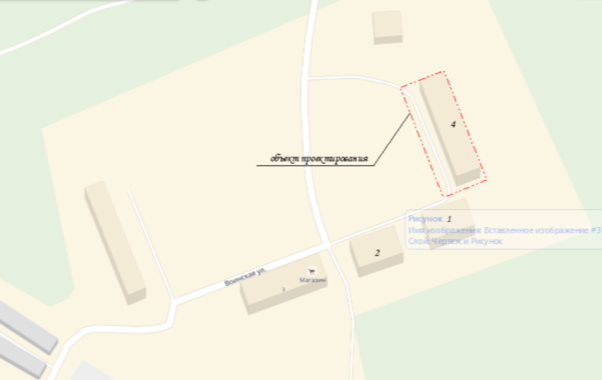 4
объект проектирования
Рисунок
1
Имя изображения: Вставленное изображение #3
Слой: Чертеж и Рисунок
2
Воинская ул.
Магазин